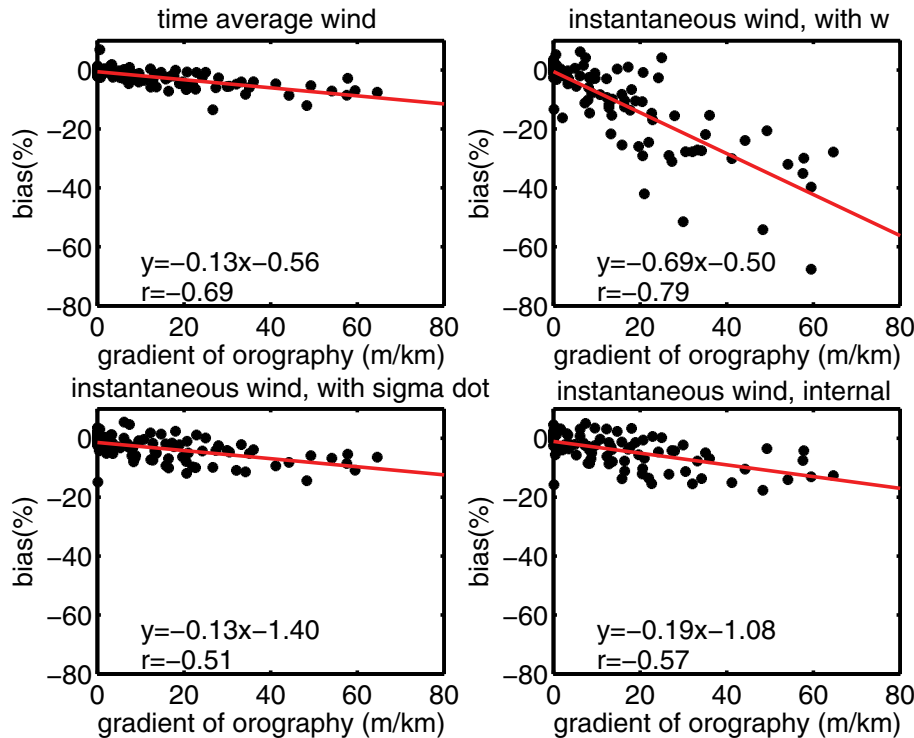 time average wind
bias(%)
0
−20
−40
−60
−80
y=−0.13x−0.56
r=−0.69
0 20 40 60 80
gradient of orography (m/km)
instantaneous wind, with w
bias(%)
0
−20
−40
−60
−80
y=−0.69x−0.50
r=−0.79
0 20 40 60 80
gradient of orography (m/km)
instantaneous wind, with sigma dot
bias(%)
0
−20
−40
−60
−80
y=−0.13x−1.40
r=−0.51
0 20 40 60 80
gradient of orography (m/km)
instantaneous wind, internal
bias(%)
0
−20
−40
−60
−80
y=−0.19x−1.08
r=−0.57
0 20 40 60 80
gradient of orography (m/km)